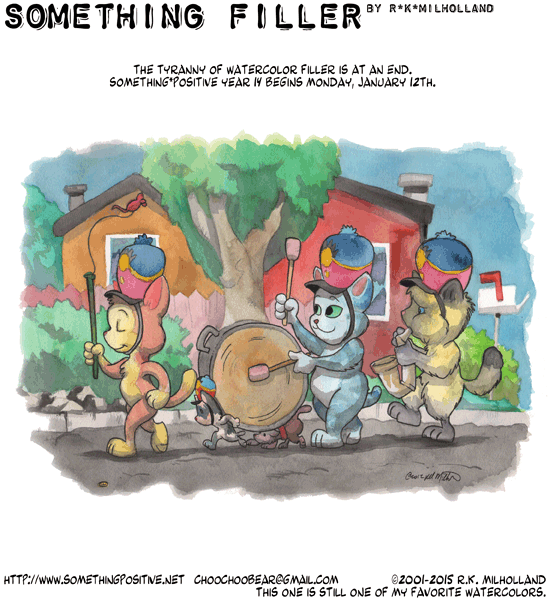 SOMETHING FILLER BY R*K*MILHOLLAND
THE TYRANNY OF WATERCOLOR FILLER IS AT AN END.
SOMETHING*POSITIVE YEAR 14 BEGINS MONDAY, JANUARY 12TH.
HTTP://WWW.SOMETHINGPOSITIVE.NET CHOOCHOOBEAR@GMAIL.COM ©2001-2015 R.K. MILHOLLAND
THIS ONE IS STILL ONE OF MY FAVORITE WATERCOLORS.